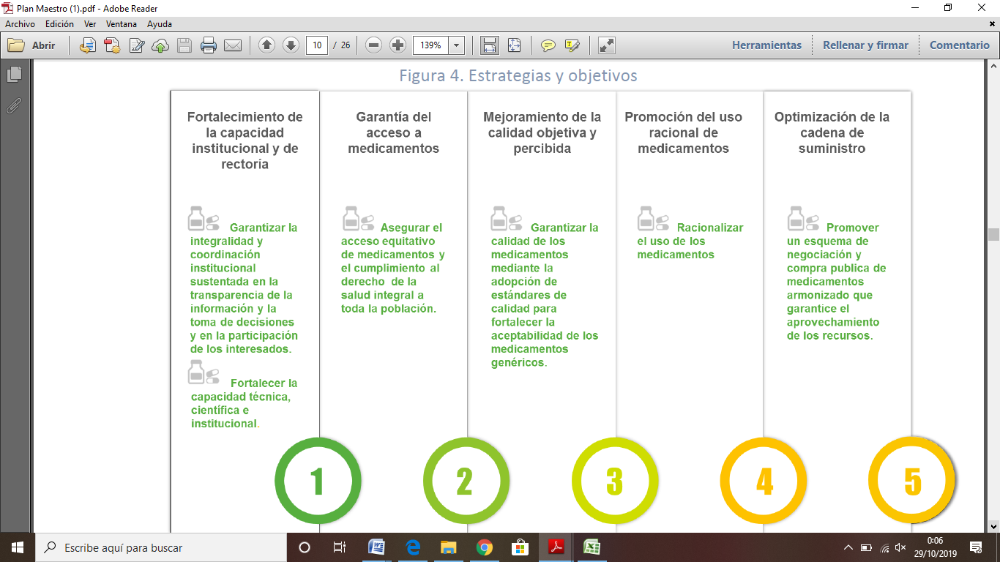 Plan Maestro (1).pdf - Adobe Reader
Archivo Edición Ver Ventana Ayuda
Abrir 10 / 26 139% Herramientas Rellenar y firmar Comentario
Figura 4. Estrategias y objetivos
Fortalecimiento de
la capacidad
institucional y de
rectoría
Garantizar la
integralidad y
coordinación
institucional
sustentada en la
transparencia de la
información y la
toma de decisiones
y en la participación
de los interesados.
Fortalecer la
capacidad técnica,
científica e
institucional.
1
Garantía del
acceso a
medicamentos
Asegurar el
acceso equitativo
de medicamentos y
el cumplimiento al
derecho de la
salud integral a
toda la población.
2
Mejoramiento de la
calidad objetiva y
percibida
Garantizar la
calidad de los
medicamentos
mediante la
adopción de
estándares de
calidad para
fortalecer la
aceptabilidad de los
medicamentos
genéricos.
3
Promoción del uso
racional de
medicamentos
Racionalizar
el uso de los
medicamentos
4
Optimización de la
cadena de
suministro
Promover
un esquema de
negociación y
compra publica de
medicamentos
armonizado que
garantice el
aprovechamiento
de los recursos.
5
Escribe aquí para buscar
0:06
29/10/2019